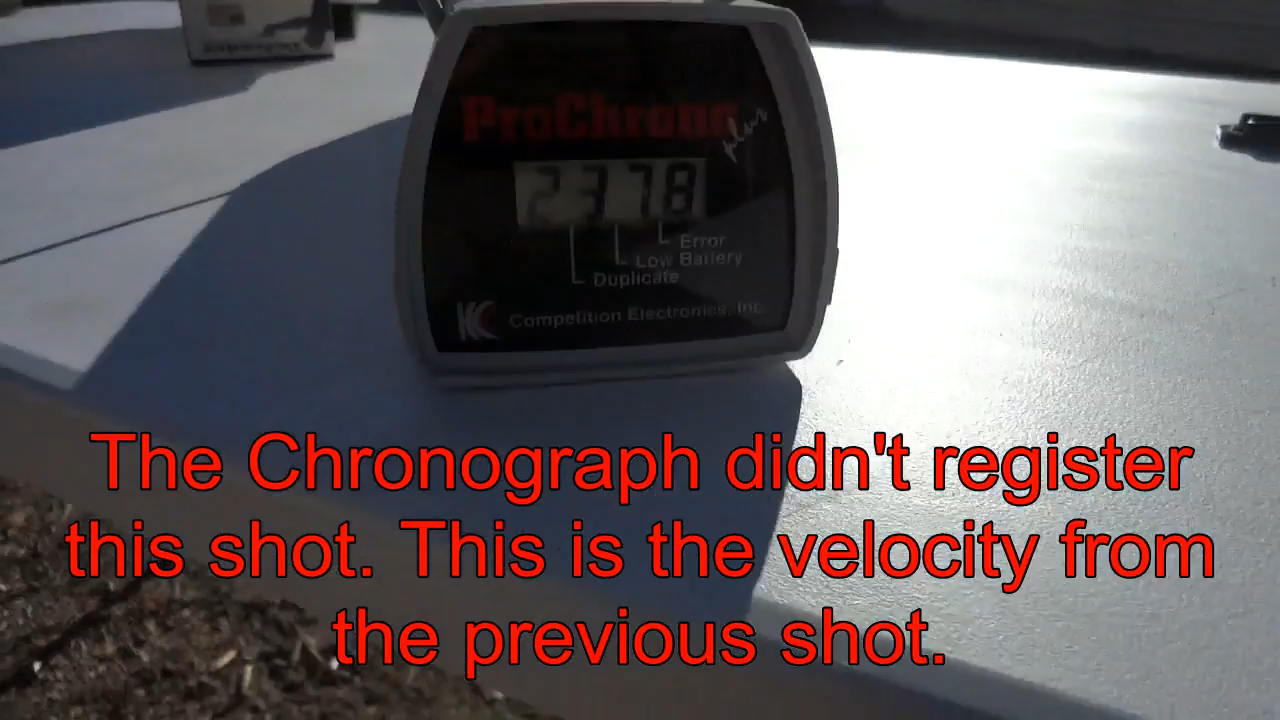 ProChrono
plus
2378
Error
Low Battery
Duplicate
Competition Electronics, Inc.
The Chronograph didn't register
this shot. This is the velocity from
the previous shot.